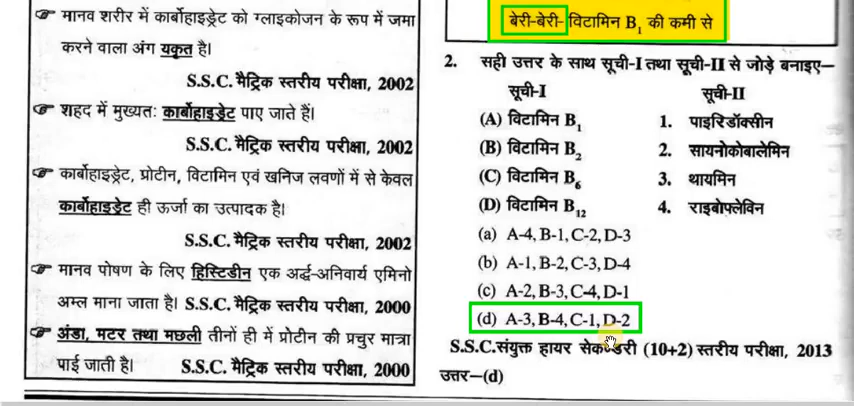 ☞ मानव शरीर में कार्बोहाइड्रेट को ग्लाइकोजन के रूप में जमा
करने वाला अंग यकृत है।
S.S.C. मैट्रिक स्तरीय परीक्षा, 2002
☞ शहद में मुख्यतः कार्बोहाइड्रेट पाए जाते हैं।
S.S.C. मैट्रिक स्तरीय परीक्षा, 2002
☞ कार्बोहाइड्रेट, प्रोटीन, विटामिन एवं खनिज लवणों में से केवल
कार्बोहाइड्रेट ही ऊर्जा का उत्पादक है।
S.S.C. मैट्रिक स्तरीय परीक्षा, 2002
☞ मानव पोषण के लिए हिस्टिडीन एक अर्द्ध-अनिवार्य एमिनो
अम्ल माना जाता है। S.S.C. मैट्रिक स्तरीय परीक्षा, 2000
☞ अंडा, मटर तथा मछली तीनों ही में प्रोटीन की प्रचुर मात्रा
पाई जाती है। S.S.C. मैट्रिक स्तरीय परीक्षा, 2000
बेरी-बेरी- विटामिन B₁ की कमी से
2. सही उत्तर के साथ सूची-I तथा सूची-II से जोड़े बनाइए–
सूची-I सूची-II
(A) विटामिन B₁ 1. पाइरिडॉक्सीन
(B) विटामिन B₂ 2. सायनोकोबालेमिन
(C) विटामिन B₆ 3. थायमिन
(D) विटामिन B₁₂ 4. राइबोफ्लेविन
(a) A-4, B-1, C-2, D-3
(b) A-1, B-2, C-3, D-4
(c) A-2, B-3, C-4, D-1
(d) A-3, B-4, C-1, D-2
S.S.C.संयुक्त हायर सेकण्डरी (10+2) स्तरीय परीक्षा, 2013
उत्तर–(d)